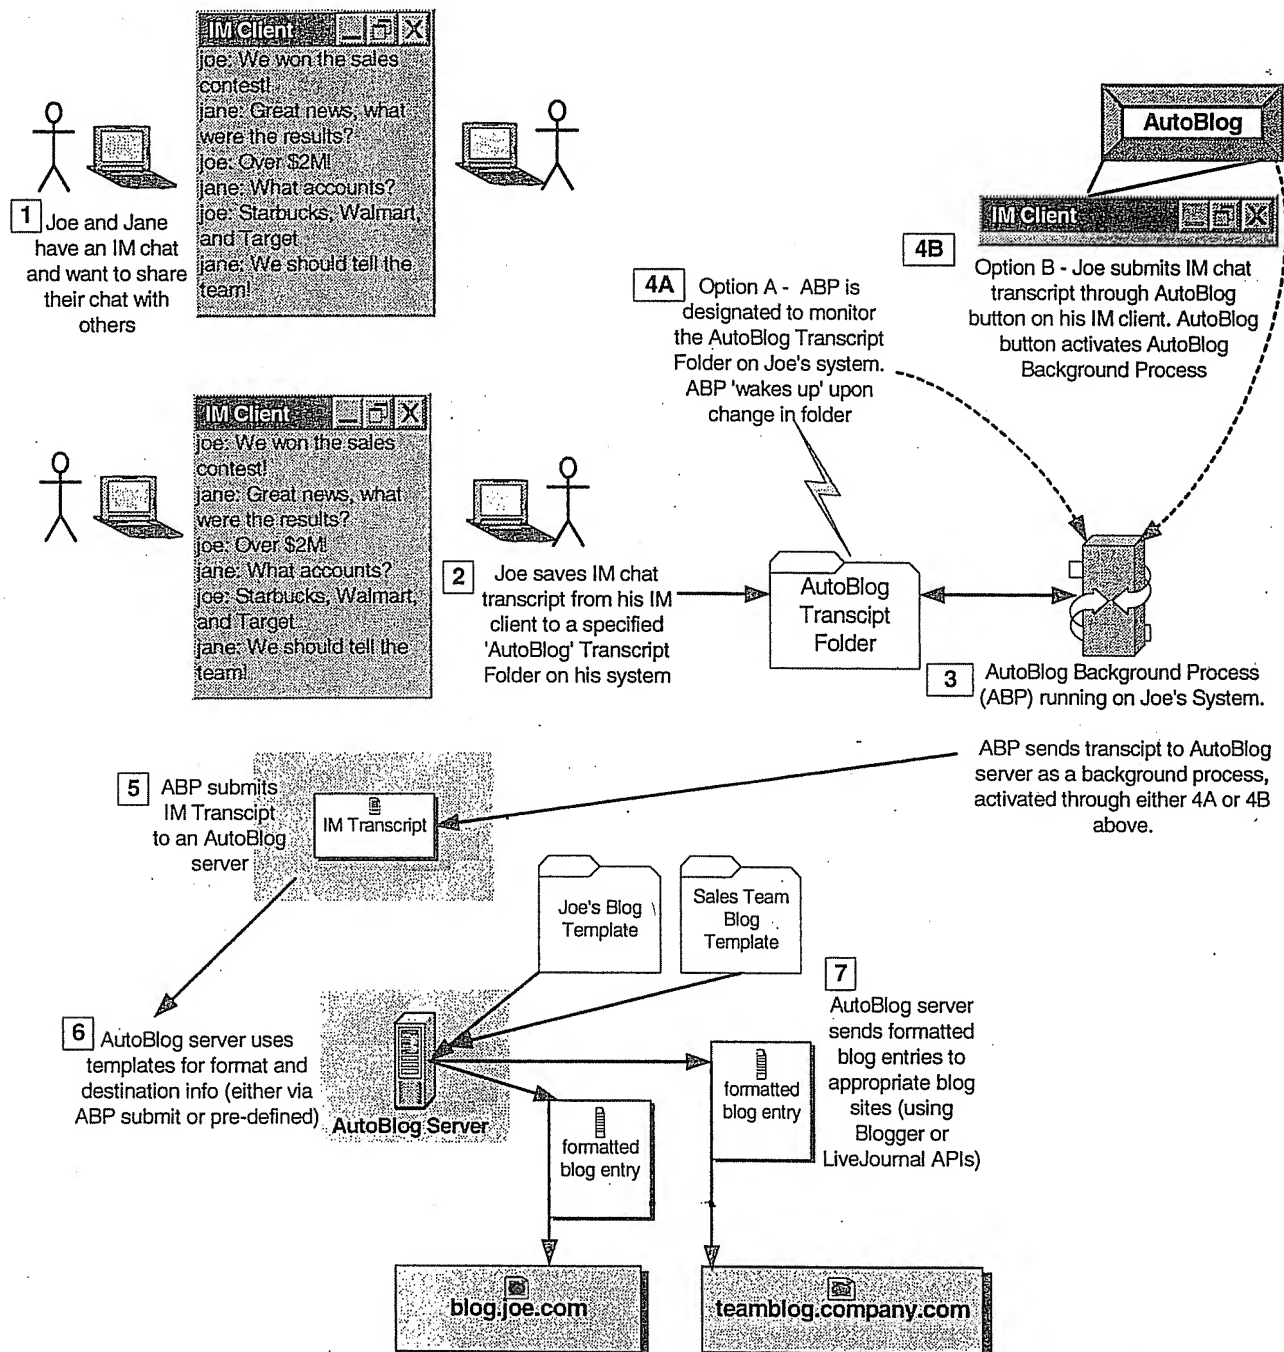 IM Client
joe: We won the sales
contest!
jane: Great news, what
were the results?
joe: Over $2M!
jane: What accounts?
joe: Starbucks, Walmart,
and Target
jane: We should tell the
team!
1 Joe and Jane
have an IM chat
and want to share
their chat with
others
AutoBlog
IM Client
4B
Option B - Joe submits IM chat
transcript through AutoBlog
button on his IM client. AutoBlog
button activates AutoBlog
Background Process
4A Option A - ABP is
designated to monitor
the AutoBlog Transcript
Folder on Joe's system.
ABP 'wakes up' upon
change in folder
IM Client
joe: We won the sales
contest!
jane: Great news, what
were the results?
joe: Over $2M!
jane: What accounts?
joe: Starbucks, Walmart,
and Target
jane: We should tell the
team!
2 Joe saves IM chat
transcript from his IM
client to a specified
'AutoBlog' Transcript
Folder on his system
AutoBlog
Transcipt
Folder
3 AutoBlog Background Process
(ABP) running on Joe's System.
ABP sends transcipt to AutoBlog
server as a background process,
activated through either 4A or 4B
above.
5 ABP submits
IM Transcipt
to an AutoBlog
server
IM Transcript
Joe's Blog
Template
Sales Team
Blog
Template
6 AutoBlog server uses
templates for format and
destination info (either via
ABP submit or pre-defined)
AutoBlog Server
7
AutoBlog server
sends formatted
blog entries to
appropriate blog
sites (using
Blogger or
LiveJournal APIs)
formatted
blog entry
formatted
blog entry
blog.joe.com
teamblog.company.com